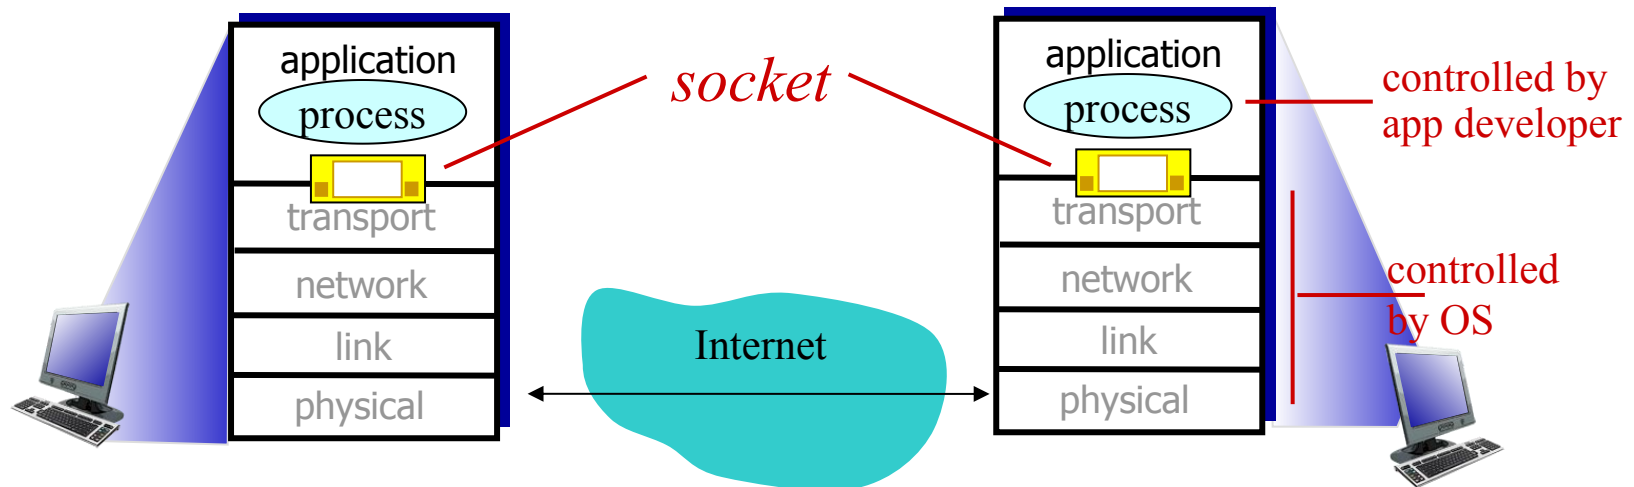 application
process
transport
network
link
physical
socket
Internet
application
process
transport
network
link
physical
controlled by
app developer
controlled
by OS